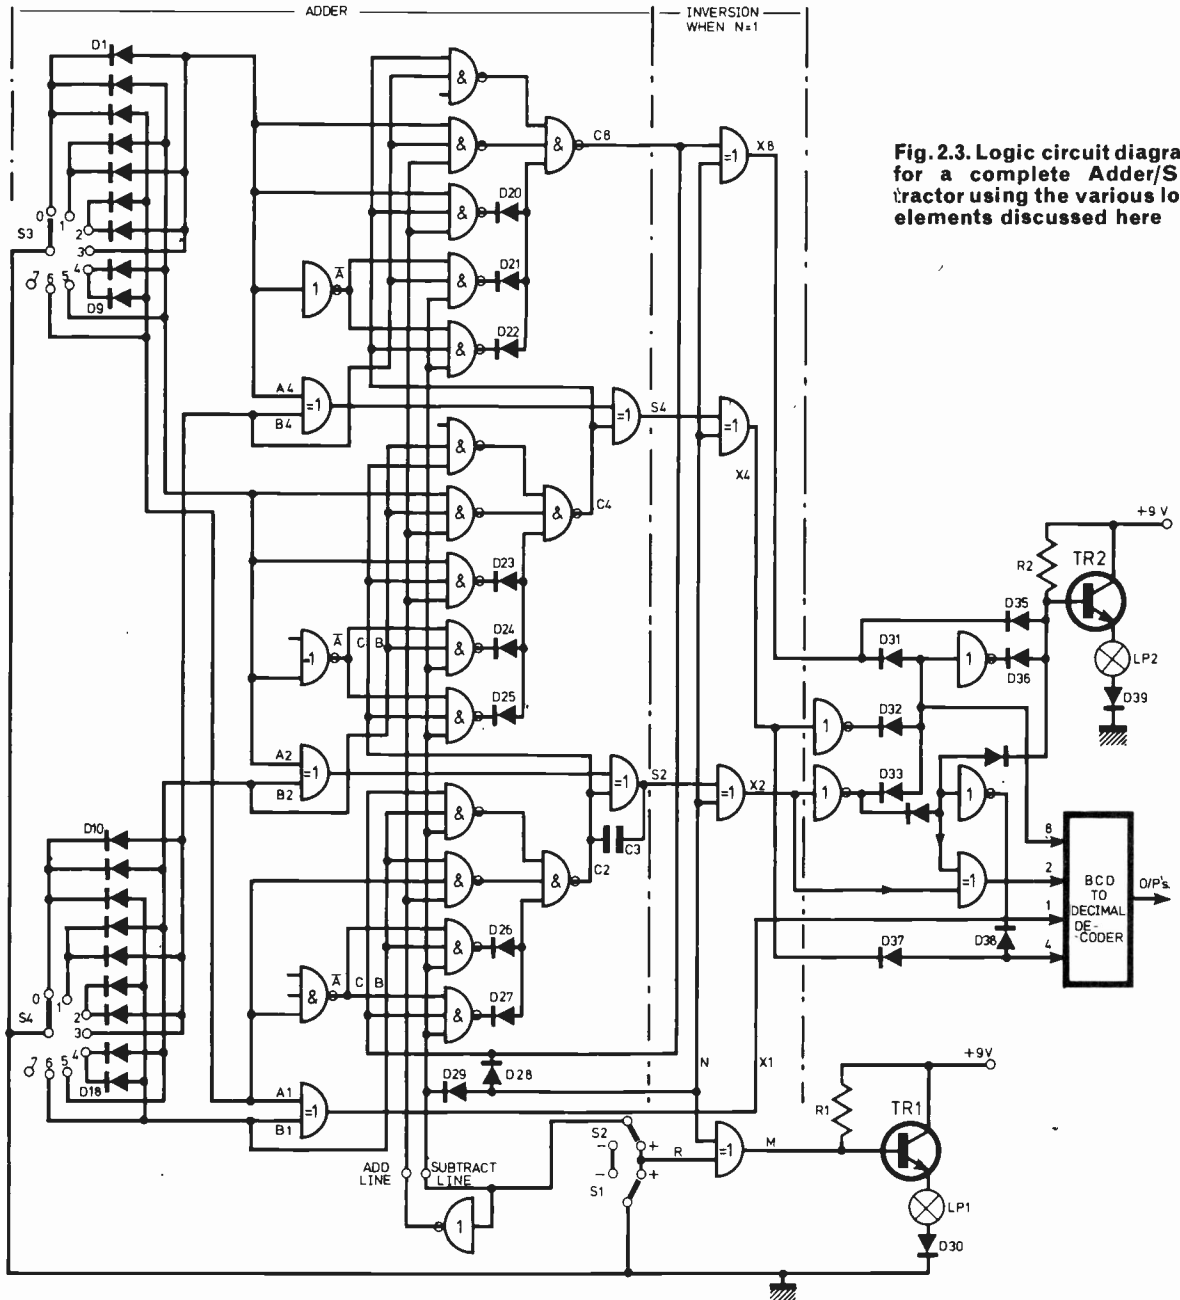 ADDER
INVERSION
WHEN N=1
Fig. 2.3. Logic circuit diagra
for a complete Adder/S
tractor using the various lo
elements discussed here
D1
0
1
S3
2
3
7 6 5 4
D9
&
&
&
&
C8
=1
X8
D20
&
D21
1
Ā
&
D22
&
A4
=1
B4
=1
S4
=1
X4
&
&
&
C4
D23
&
D24
1
Ā
C B
&
D25
&
A2
=1
B2
=1
S2
=1
X2
C3
&
&
&
C2
D26
&
D27
&
Ā
C B
&
D10
0
1
S4
2
3
7 6 5 4
D18
A1
=1
B1
D29
D28
N
X1
ADD
LINE
SUBTRACT
LINE
1
S2
− +
− +
S1
R
=1
M
R1
+9V
TR1
LP1
D30
+9 V
R2
TR2
LP2
D39
D35
D31
1
D36
1
D32
1
D33
1
=1
D37
D38
8
2
1
4
BCD
TO
DECIMAL
DE-
CODER
O/P's.